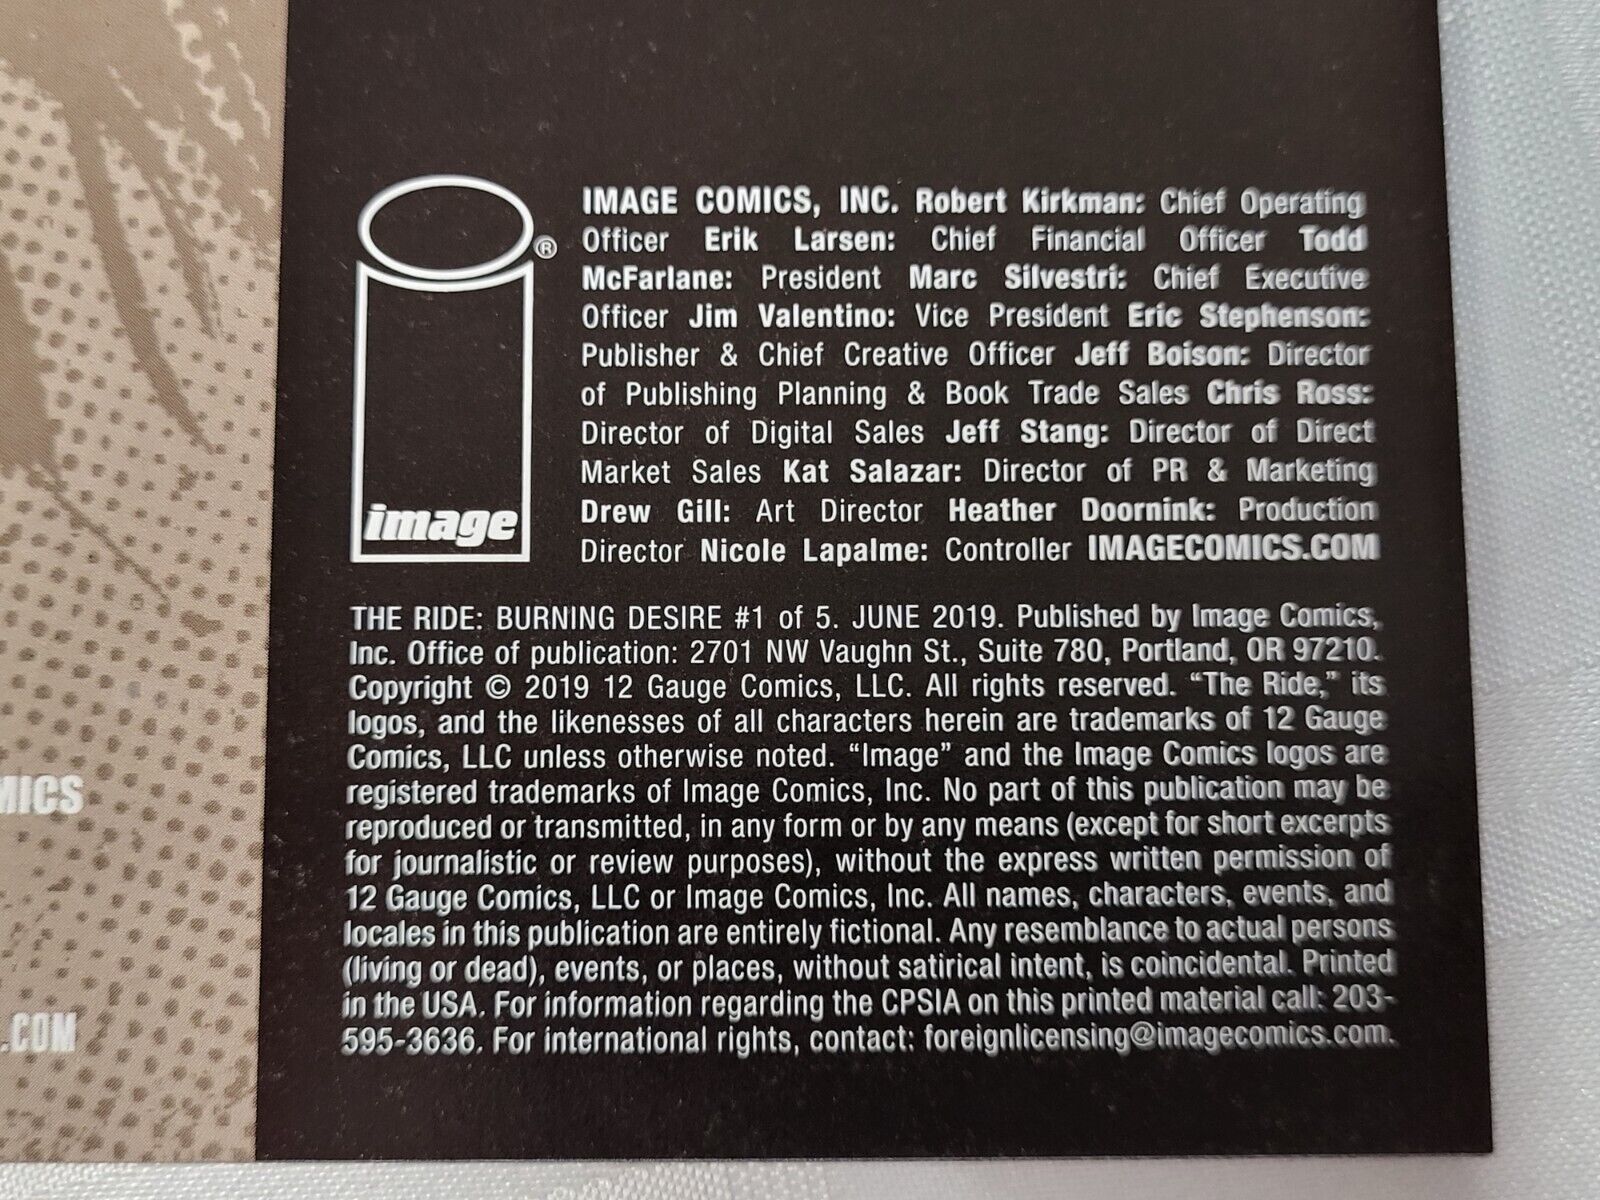 IMAGE COMICS, INC. Robert Kirkman: Chief Operating
Officer Erik Larsen: Chief Financial Officer Todd
McFarlane: President Marc Silvestri: Chief Executive
Officer Jim Valentino: Vice President Eric Stephenson:
Publisher & Chief Creative Officer Jeff Boison: Director
of Publishing Planning & Book Trade Sales Chris Ross:
Director of Digital Sales Jeff Stang: Director of Direct
Market Sales Kat Salazar: Director of PR & Marketing
Drew Gill: Art Director Heather Doornink: Production
Director Nicole Lapalme: Controller IMAGECOMICS.COM
®
image
THE RIDE: BURNING DESIRE #1 of 5. JUNE 2019. Published by Image Comics,
Inc. Office of publication: 2701 NW Vaughn St., Suite 780, Portland, OR 97210.
Copyright © 2019 12 Gauge Comics, LLC. All rights reserved. “The Ride,” its
logos, and the likenesses of all characters herein are trademarks of 12 Gauge
Comics, LLC unless otherwise noted. “Image” and the Image Comics logos are
registered trademarks of Image Comics, Inc. No part of this publication may be
reproduced or transmitted, in any form or by any means (except for short excerpts
for journalistic or review purposes), without the express written permission of
12 Gauge Comics, LLC or Image Comics, Inc. All names, characters, events, and
locales in this publication are entirely fictional. Any resemblance to actual persons
(living or dead), events, or places, without satirical intent, is coincidental. Printed
in the USA. For information regarding the CPSIA on this printed material call: 203-
595-3636. For international rights, contact: foreignlicensing@imagecomics.com.
MICS
.COM